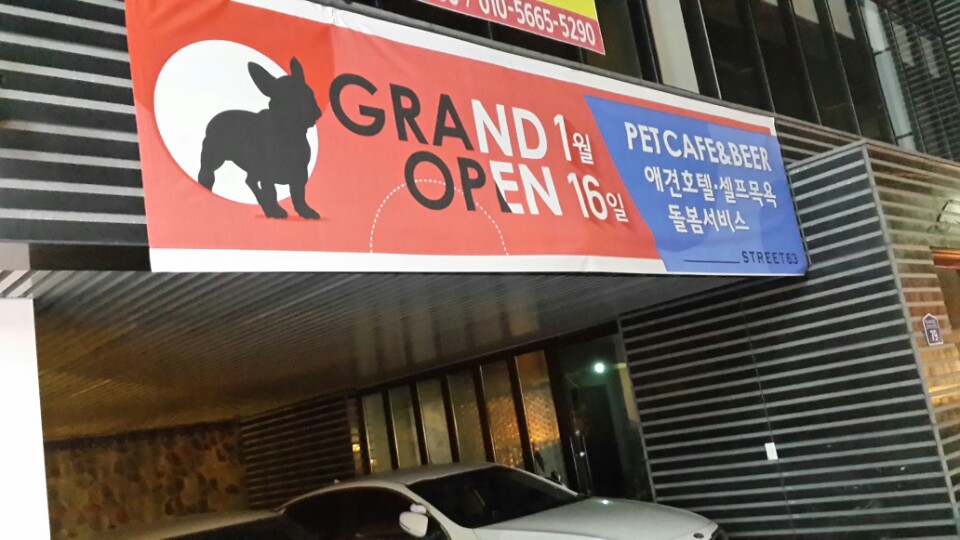 010-5665-5290
GRAND 1월
OPEN 16일
PET CAFE&BEER
애견호텔·셀프목욕
돌봄서비스
STREET63
79